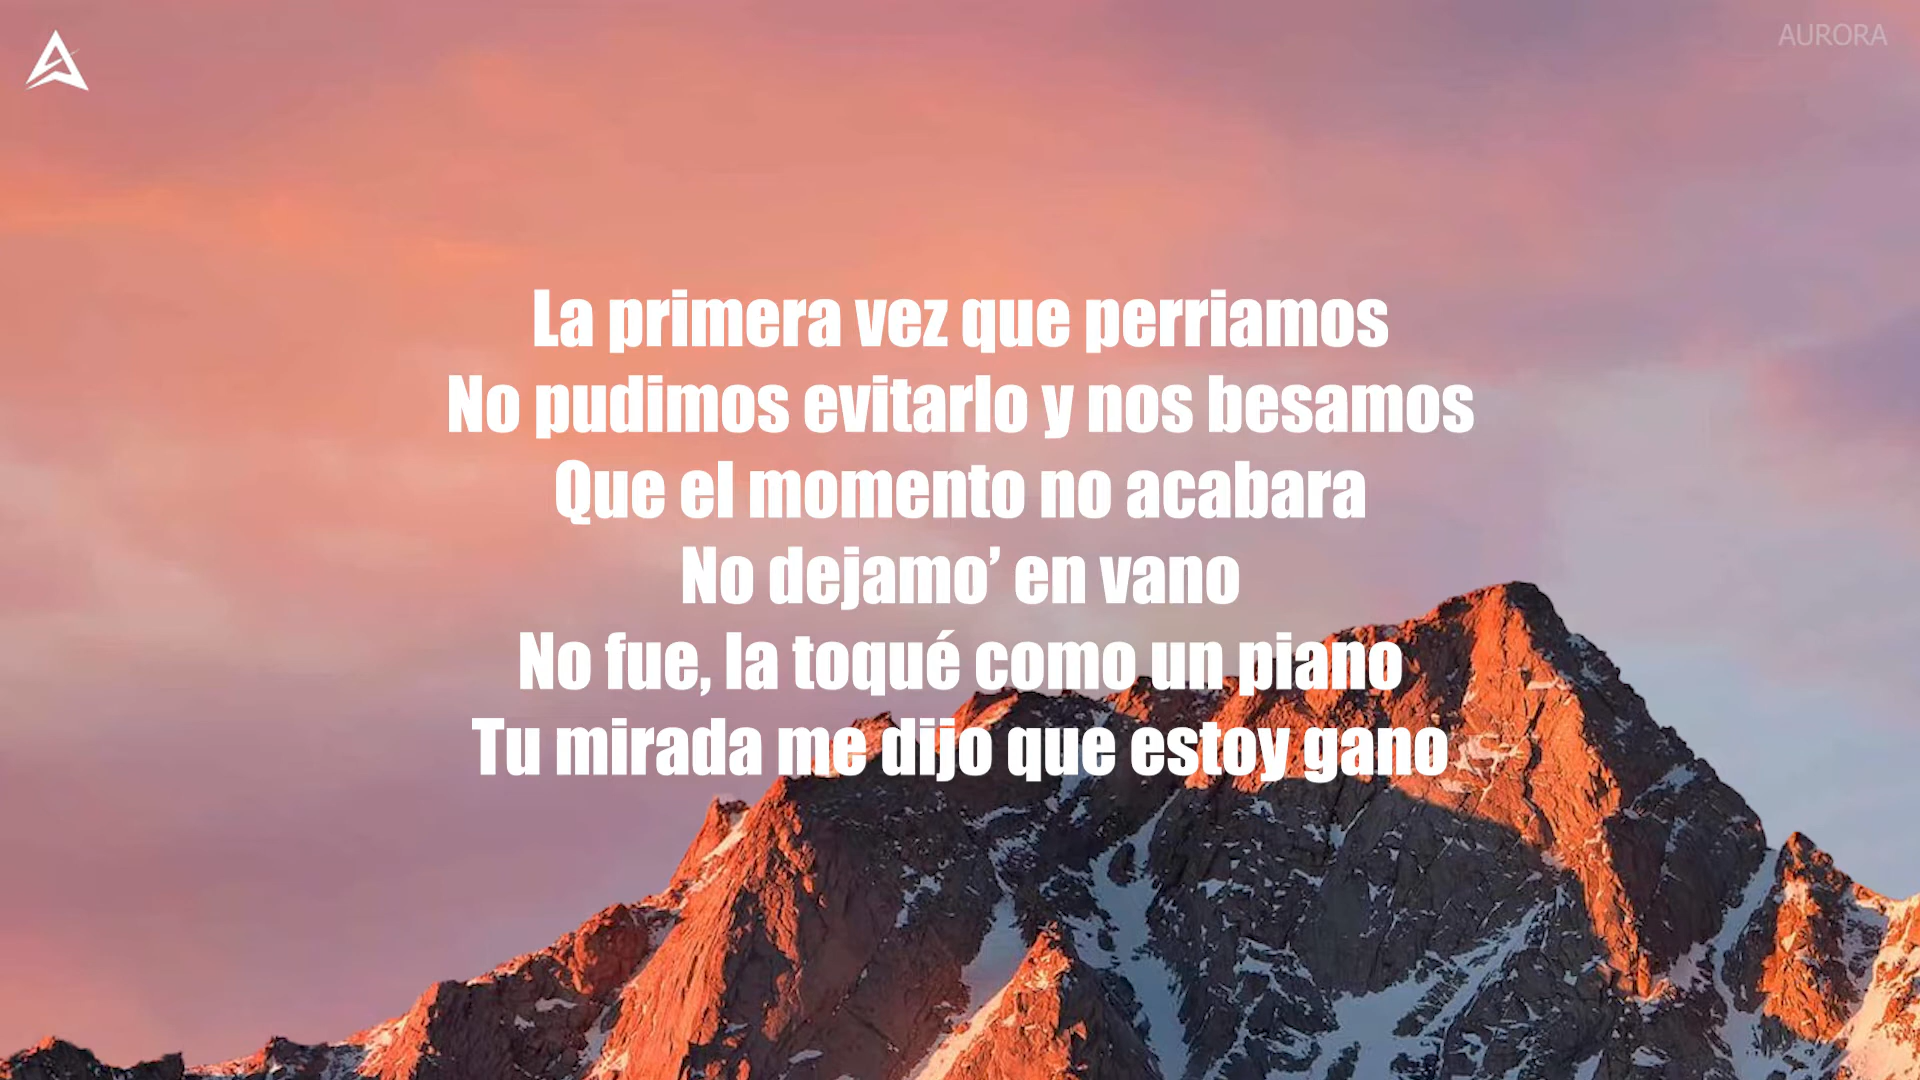 AURORA
La primera vez que perriamos
No pudimos evitarlo y nos besamos
Que el momento no acabara
No dejamo’ en vano
No fue, la toqué como un piano
Tu mirada me dijo que estoy gano